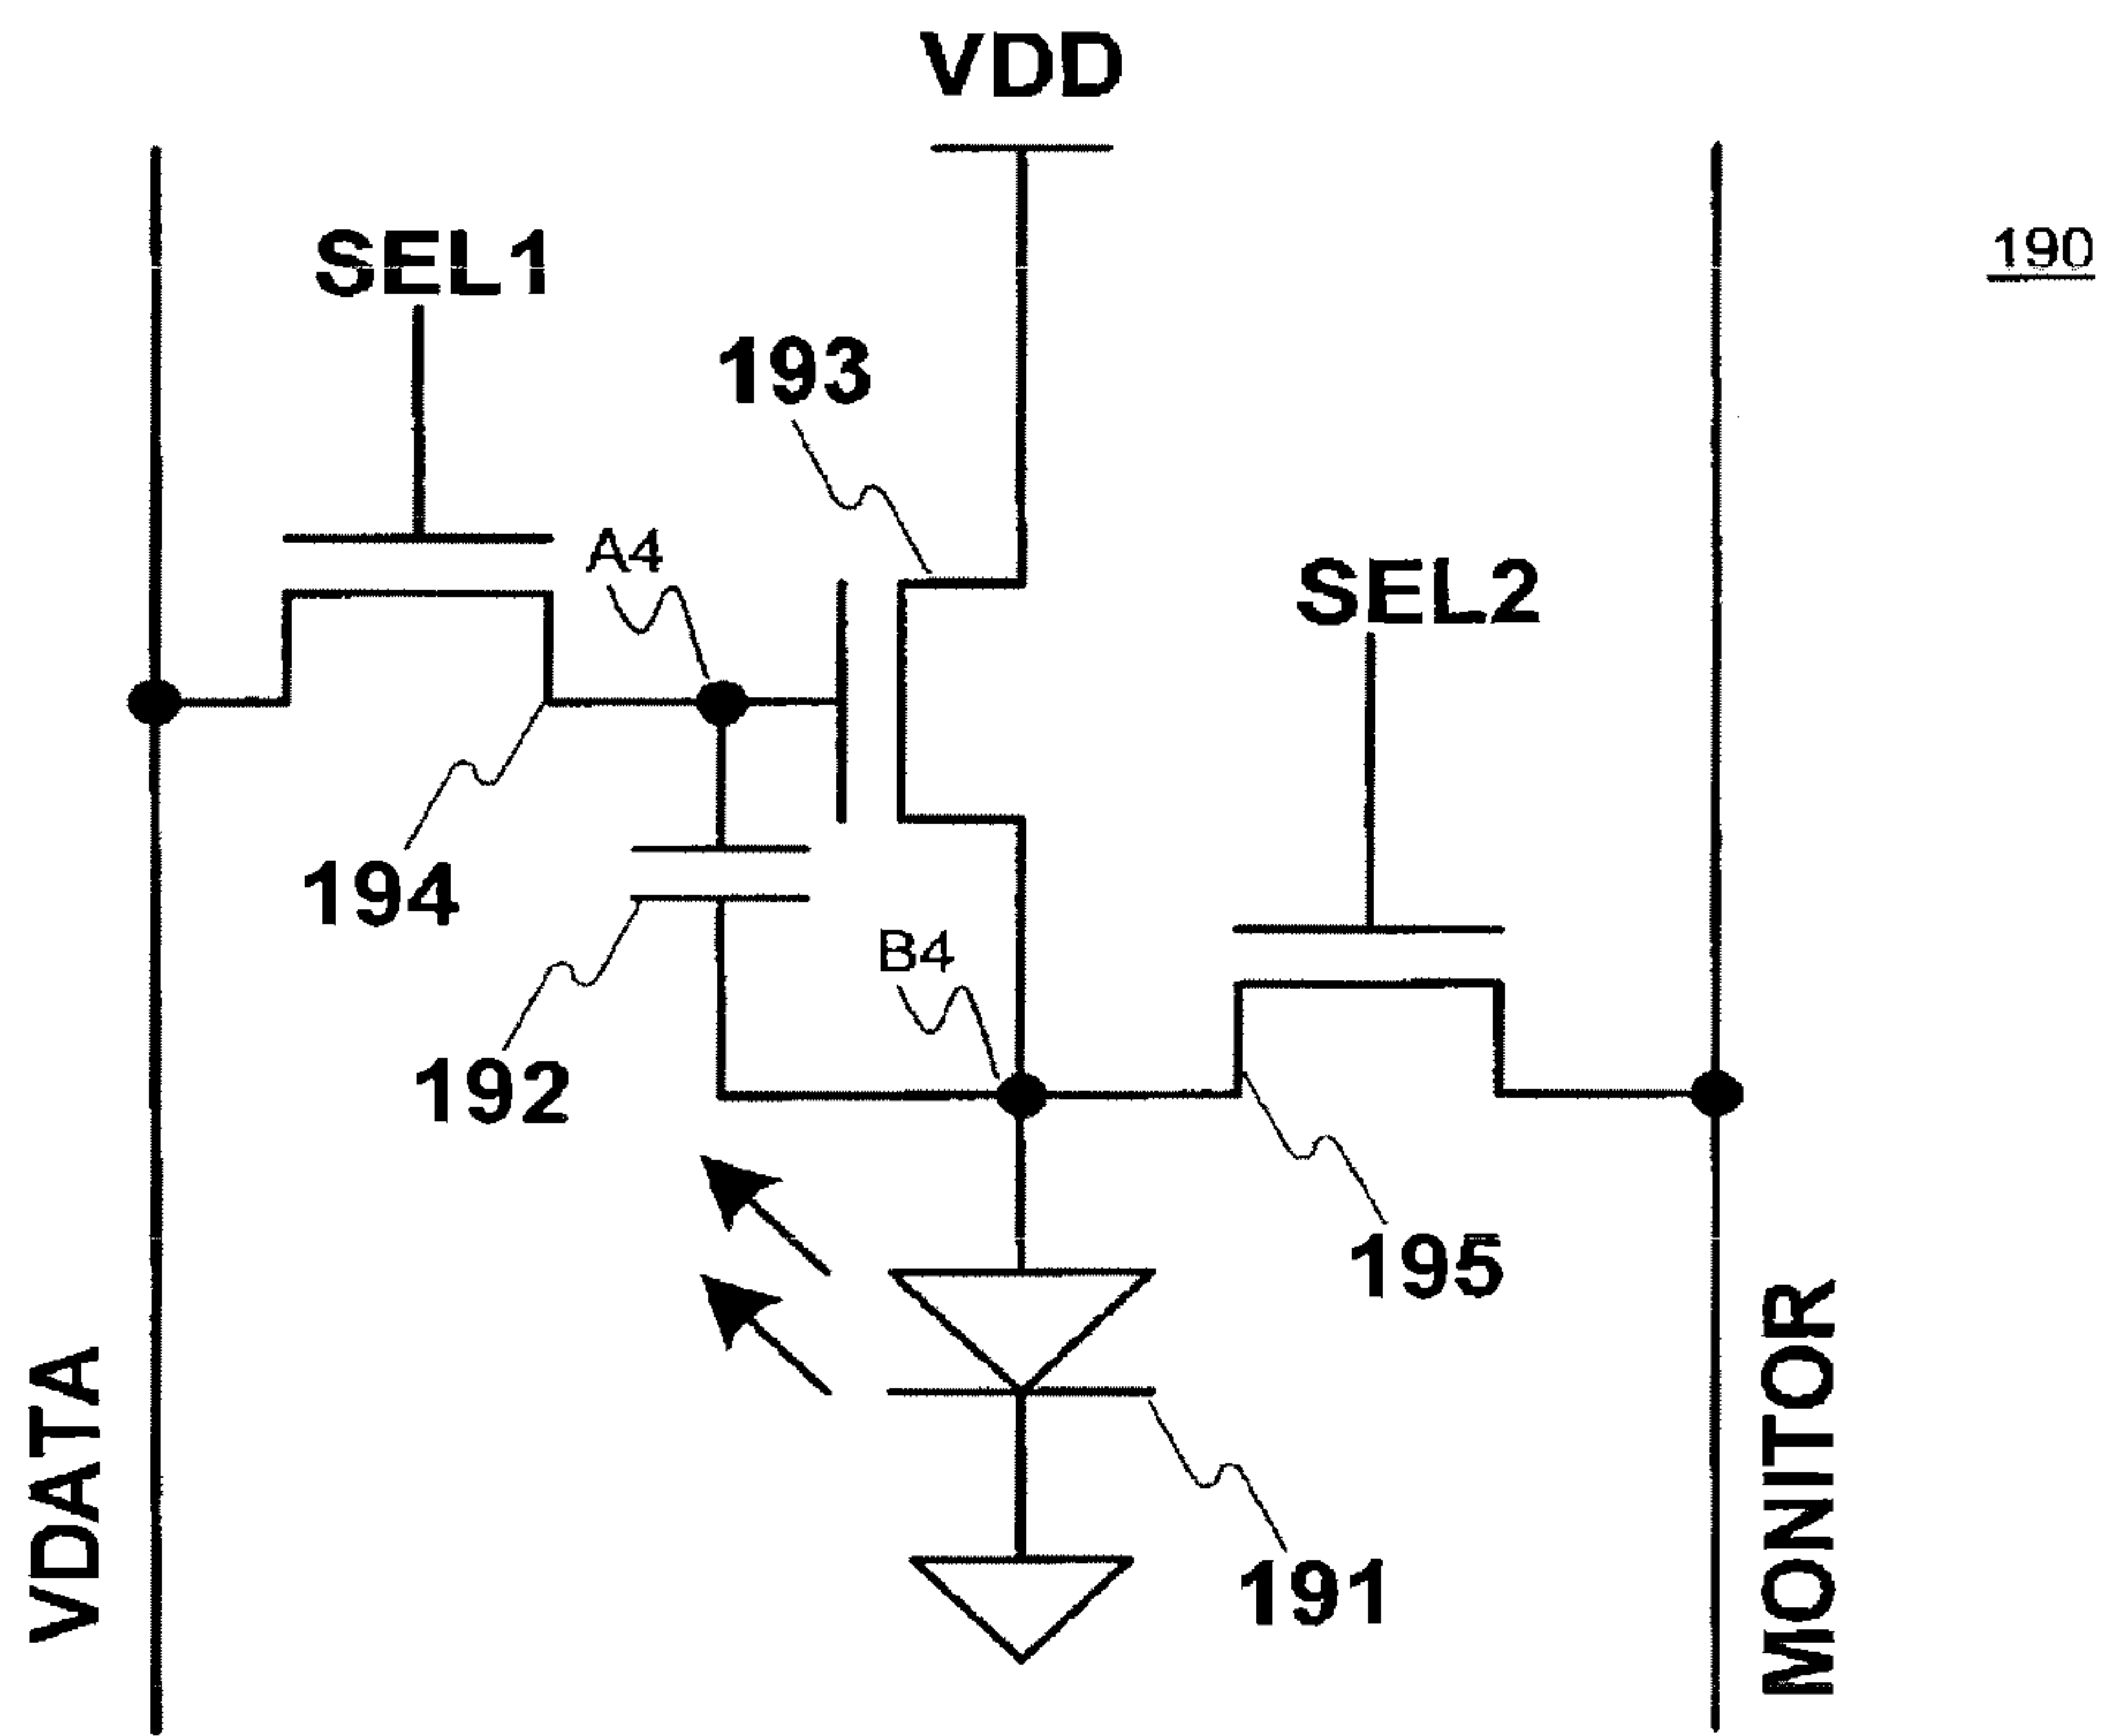 VDD
SEL1
190
193
A4
SEL2
194
B4
192
195
191
VDATA
MONITOR